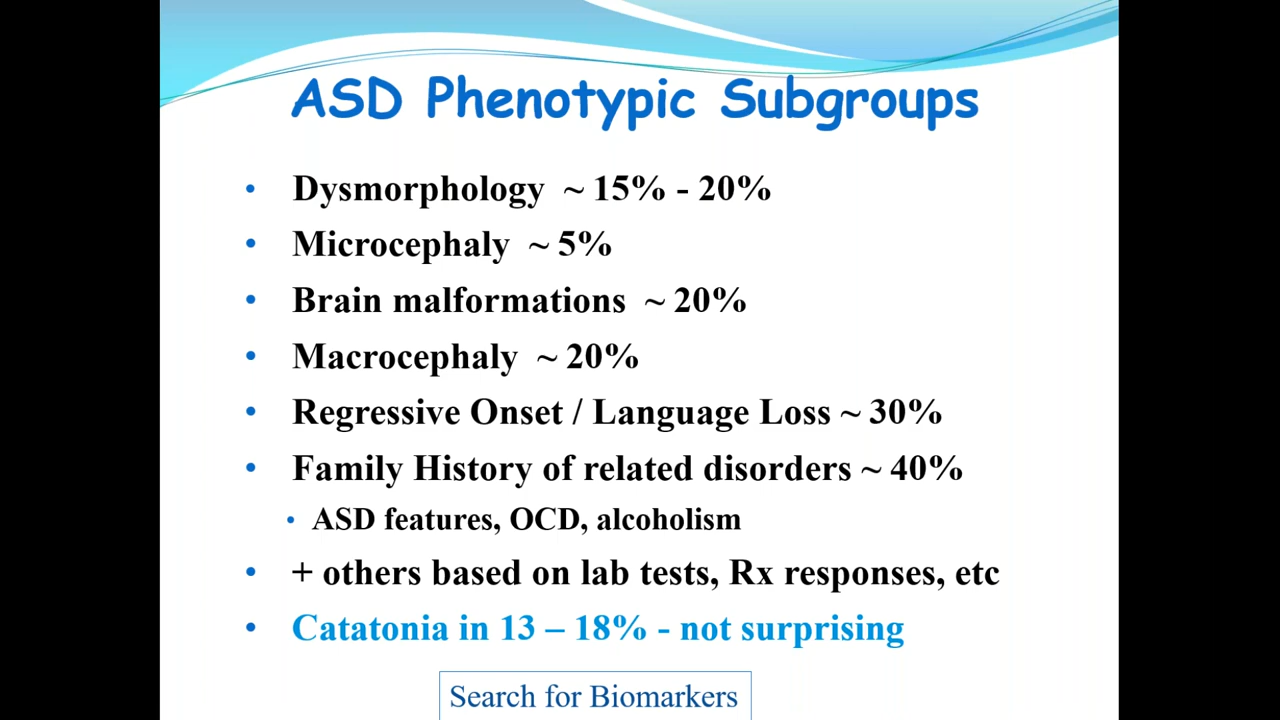 ASD Phenotypic Subgroups
• Dysmorphology ~ 15% - 20%
• Microcephaly ~ 5%
• Brain malformations ~ 20%
• Macrocephaly ~ 20%
• Regressive Onset / Language Loss ~ 30%
• Family History of related disorders ~ 40%
• ASD features, OCD, alcoholism
• + others based on lab tests, Rx responses, etc
• Catatonia in 13 – 18% - not surprising
Search for Biomarkers